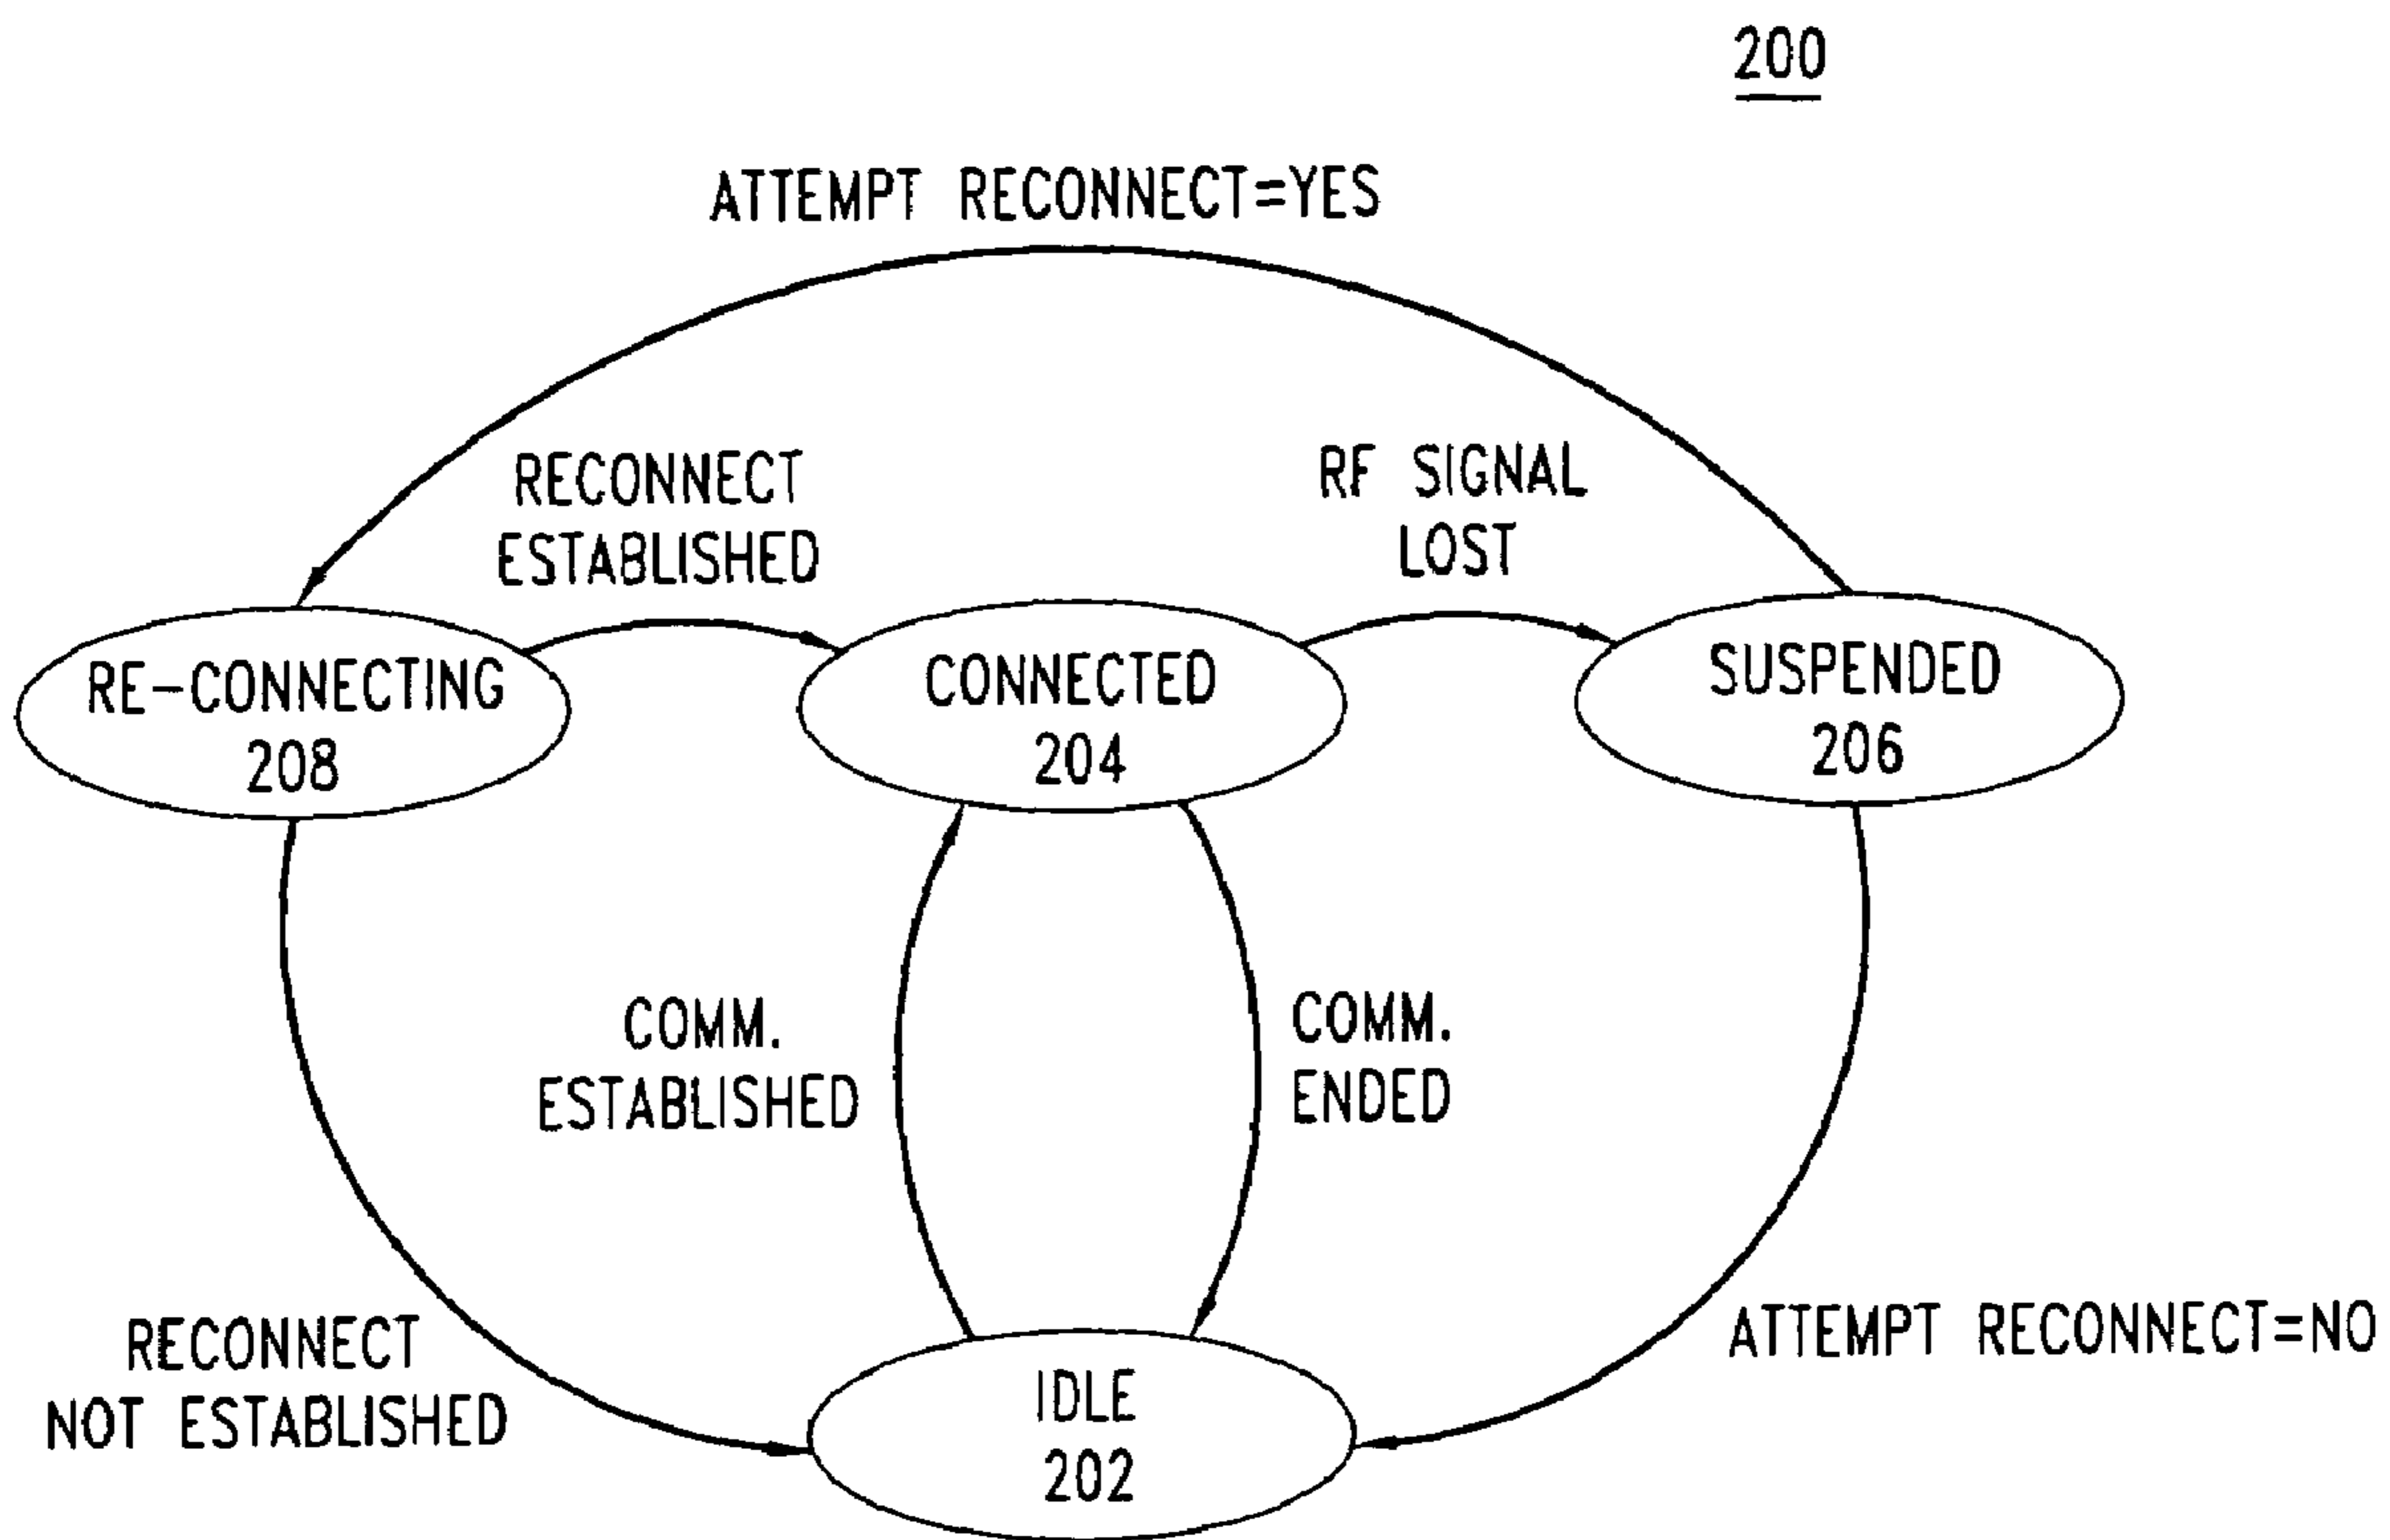 200
ATTEMPT RECONNECT=YES
RECONNECT
ESTABLISHED
RF SIGNAL
LOST
RE-CONNECTING
208
CONNECTED
204
SUSPENDED
206
COMM.
ESTABLISHED
COMM.
ENDED
RECONNECT
NOT ESTABLISHED
ATTEMPT RECONNECT=NO
IDLE
202